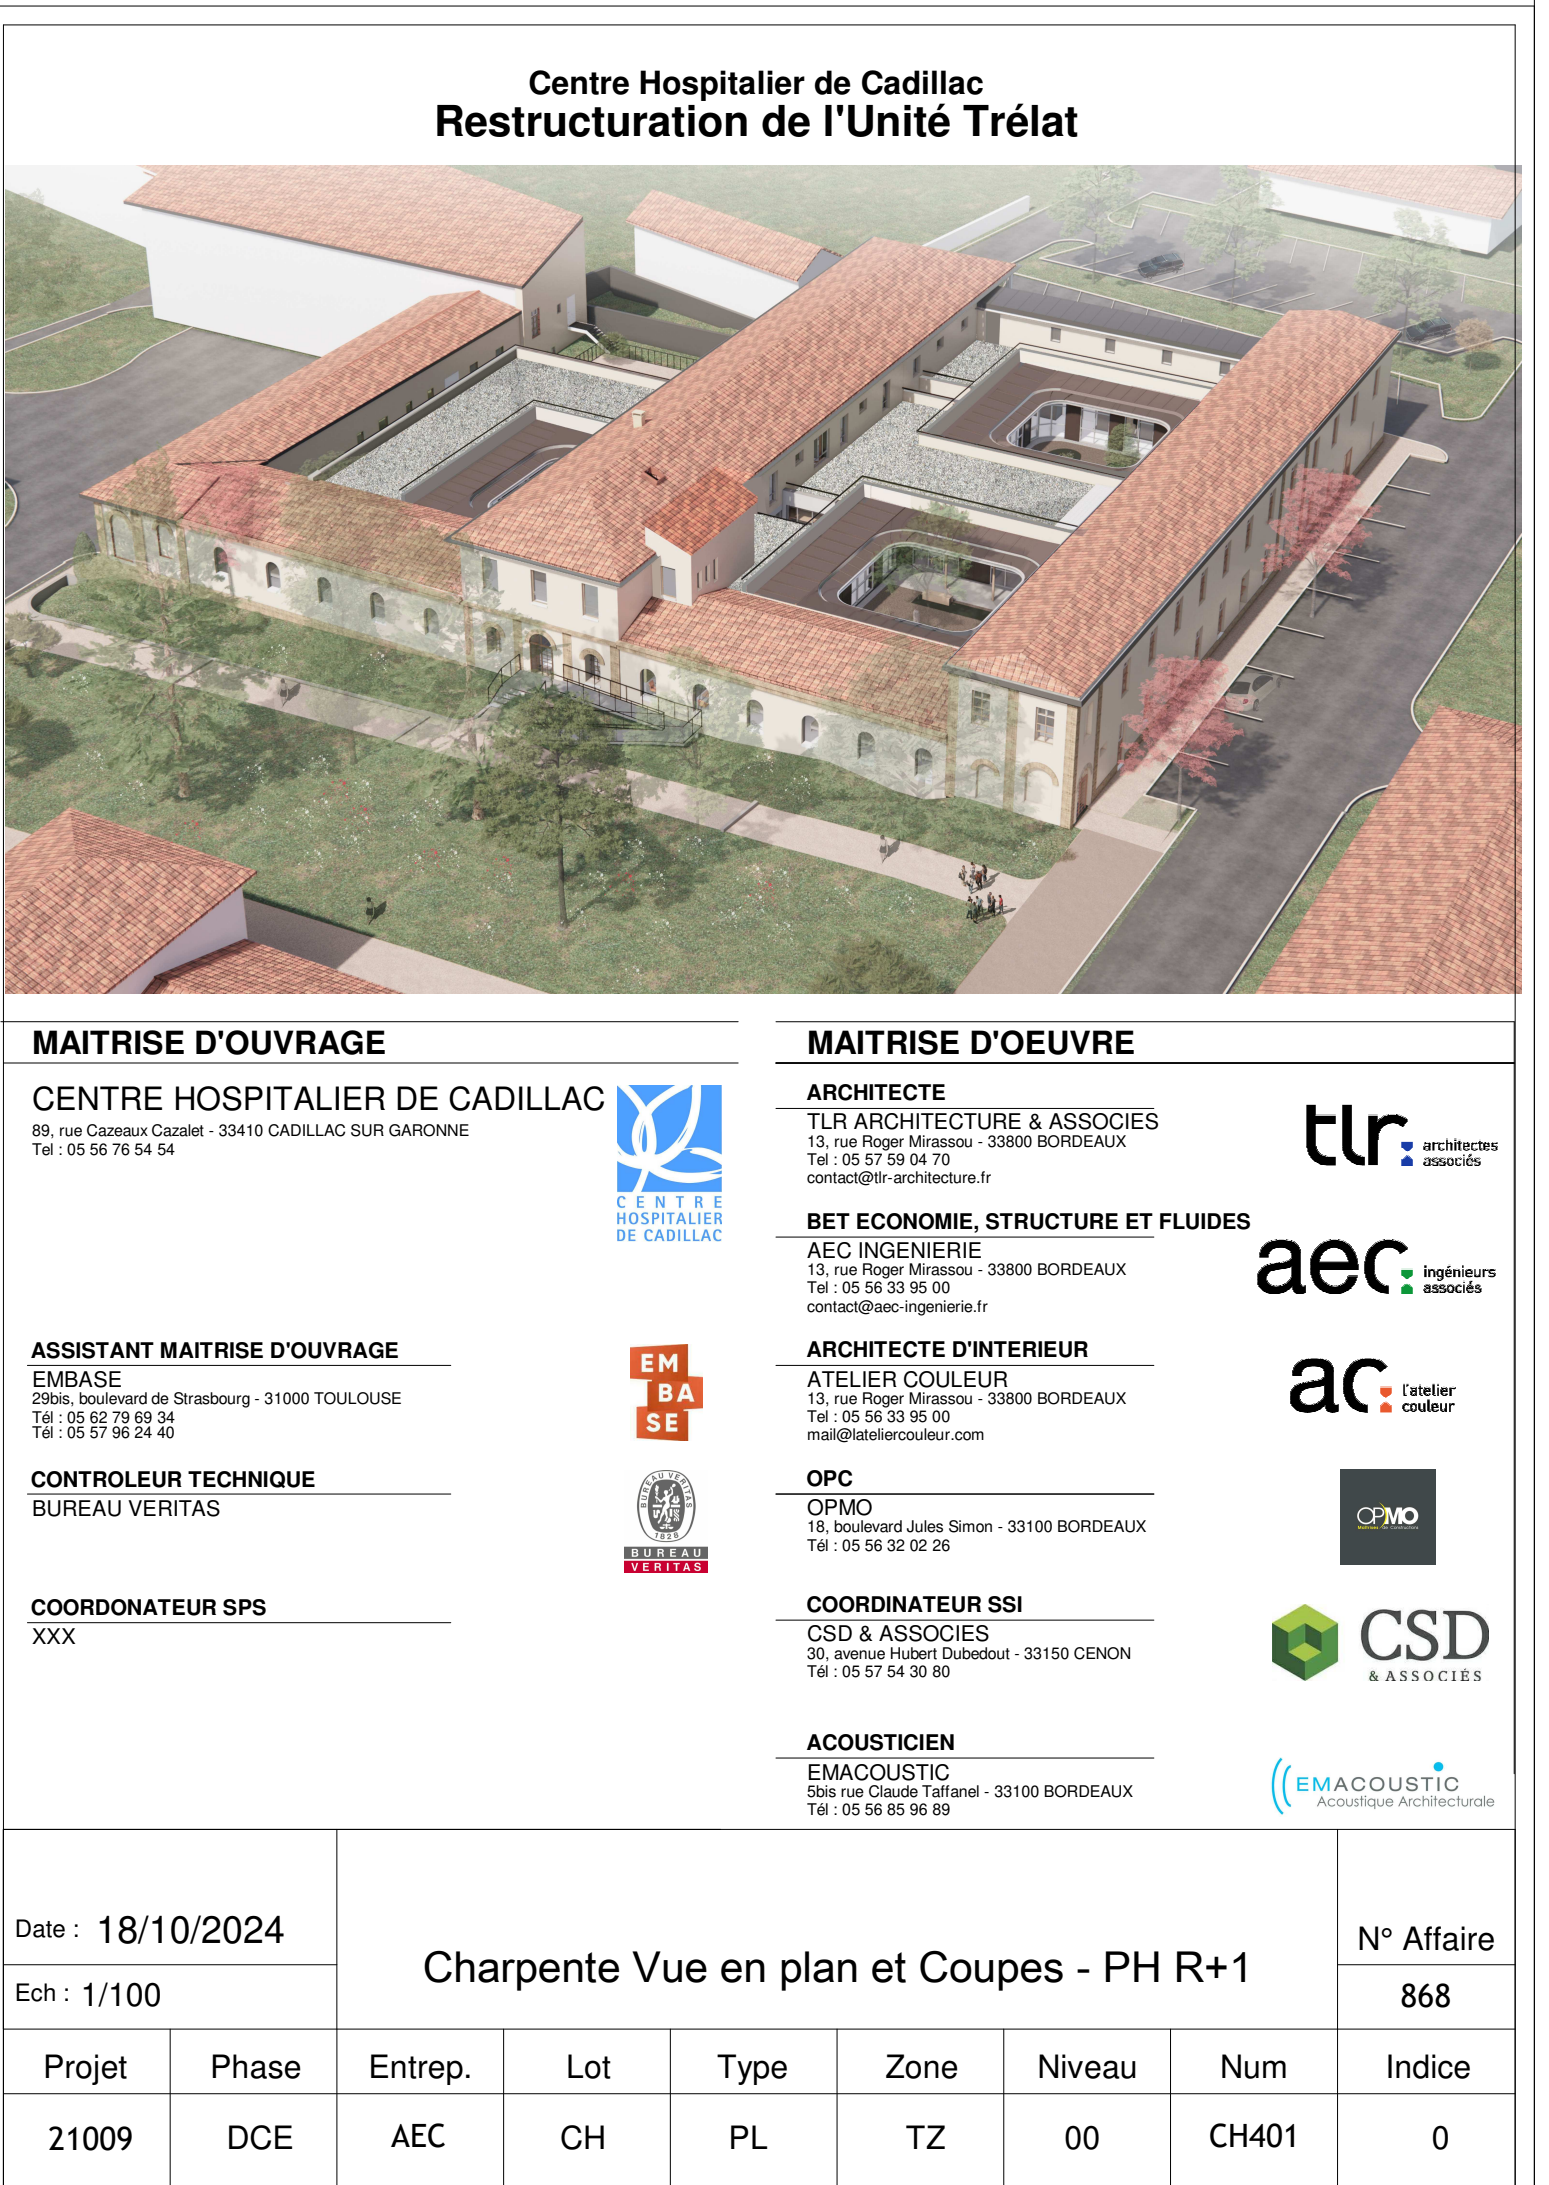 Centre Hospitalier de Cadillac
Restructuration de l'Unité Trélat
MAITRISE D'OUVRAGE
CENTRE HOSPITALIER DE CADILLAC
89, rue Cazeaux Cazalet - 33410 CADILLAC SUR GARONNE
Tel : 05 56 76 54 54
CENTRE
HOSPITALIER
DE CADILLAC
ASSISTANT MAITRISE D'OUVRAGE
EMBASE
29bis, boulevard de Strasbourg - 31000 TOULOUSE
Tél : 05 62 79 69 34
Tél : 05 57 96 24 40
EM
BA
SE
CONTROLEUR TECHNIQUE
BUREAU VERITAS
BUREAU VERITAS
1828
BUREAU
VERITAS
COORDONATEUR SPS
XXX
MAITRISE D'OEUVRE
ARCHITECTE
TLR ARCHITECTURE & ASSOCIES
13, rue Roger Mirassou - 33800 BORDEAUX
Tel : 05 57 59 04 70
contact@tlr-architecture.fr
tlr architectes
associés
BET ECONOMIE, STRUCTURE ET FLUIDES
AEC INGENIERIE
13, rue Roger Mirassou - 33800 BORDEAUX
Tel : 05 56 33 95 00
contact@aec-ingenierie.fr
aec ingénieurs
associés
ARCHITECTE D'INTERIEUR
ATELIER COULEUR
13, rue Roger Mirassou - 33800 BORDEAUX
Tel : 05 56 33 95 00
mail@lateliercouleur.com
ac l'atelier
couleur
OPC
OPMO
18, boulevard Jules Simon - 33100 BORDEAUX
Tél : 05 56 32 02 26
OPMO
COORDINATEUR SSI
CSD & ASSOCIES
30, avenue Hubert Dubedout - 33150 CENON
Tél : 05 57 54 30 80
CSD
& ASSOCIÉS
ACOUSTICIEN
EMACOUSTIC
5bis rue Claude Taffanel - 33100 BORDEAUX
Tél : 05 56 85 96 89
EMACOUSTIC
Acoustique Architecturale
Date : 18/10/2024
Ech : 1/100
Charpente Vue en plan et Coupes - PH R+1
N° Affaire
868
Projet Phase Entrep. Lot Type Zone Niveau Num Indice
21009 DCE AEC CH PL TZ 00 CH401 0